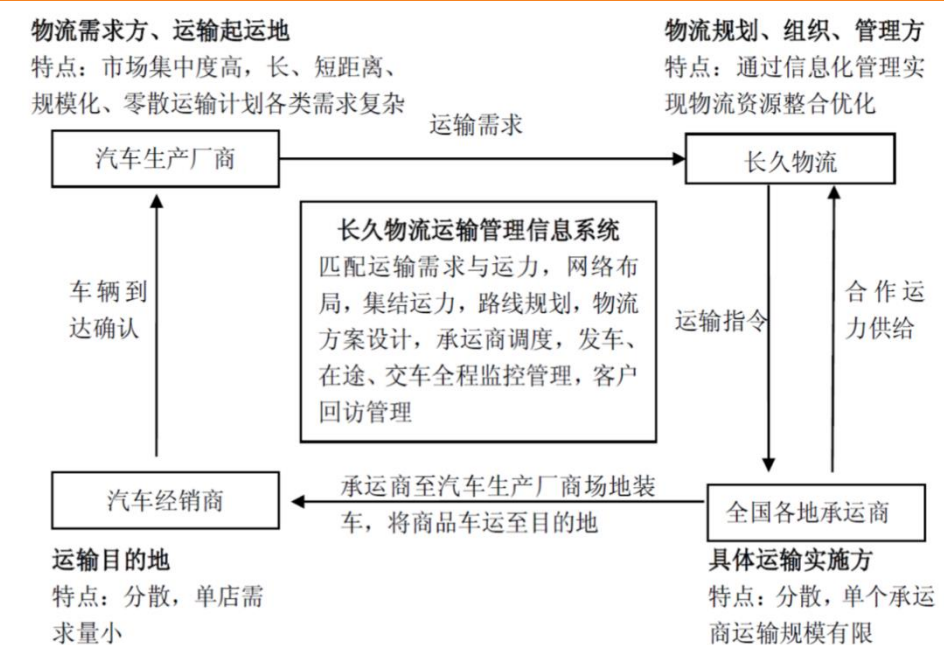 物流需求方、运输起运地
特点：市场集中度高，长、短距离、
规模化、零散运输计划各类需求复杂
物流规划、组织、管理方
特点：通过信息化管理实
现物流资源整合优化
运输需求
汽车生产厂商
长久物流
长久物流运输管理信息系统
匹配运输需求与运力，网络布
局，集结运力，路线规划，物流
方案设计，承运商调度，发车、
在途、交车全程监控管理，客户
回访管理
车辆到
达确认
运输指令
合作运
力供给
汽车经销商
承运商至汽车生产厂商场地装
车，将商品车运至目的地
全国各地承运商
运输目的地
特点：分散，单店需
求量小
具体运输实施方
特点：分散，单个承运
商运输规模有限